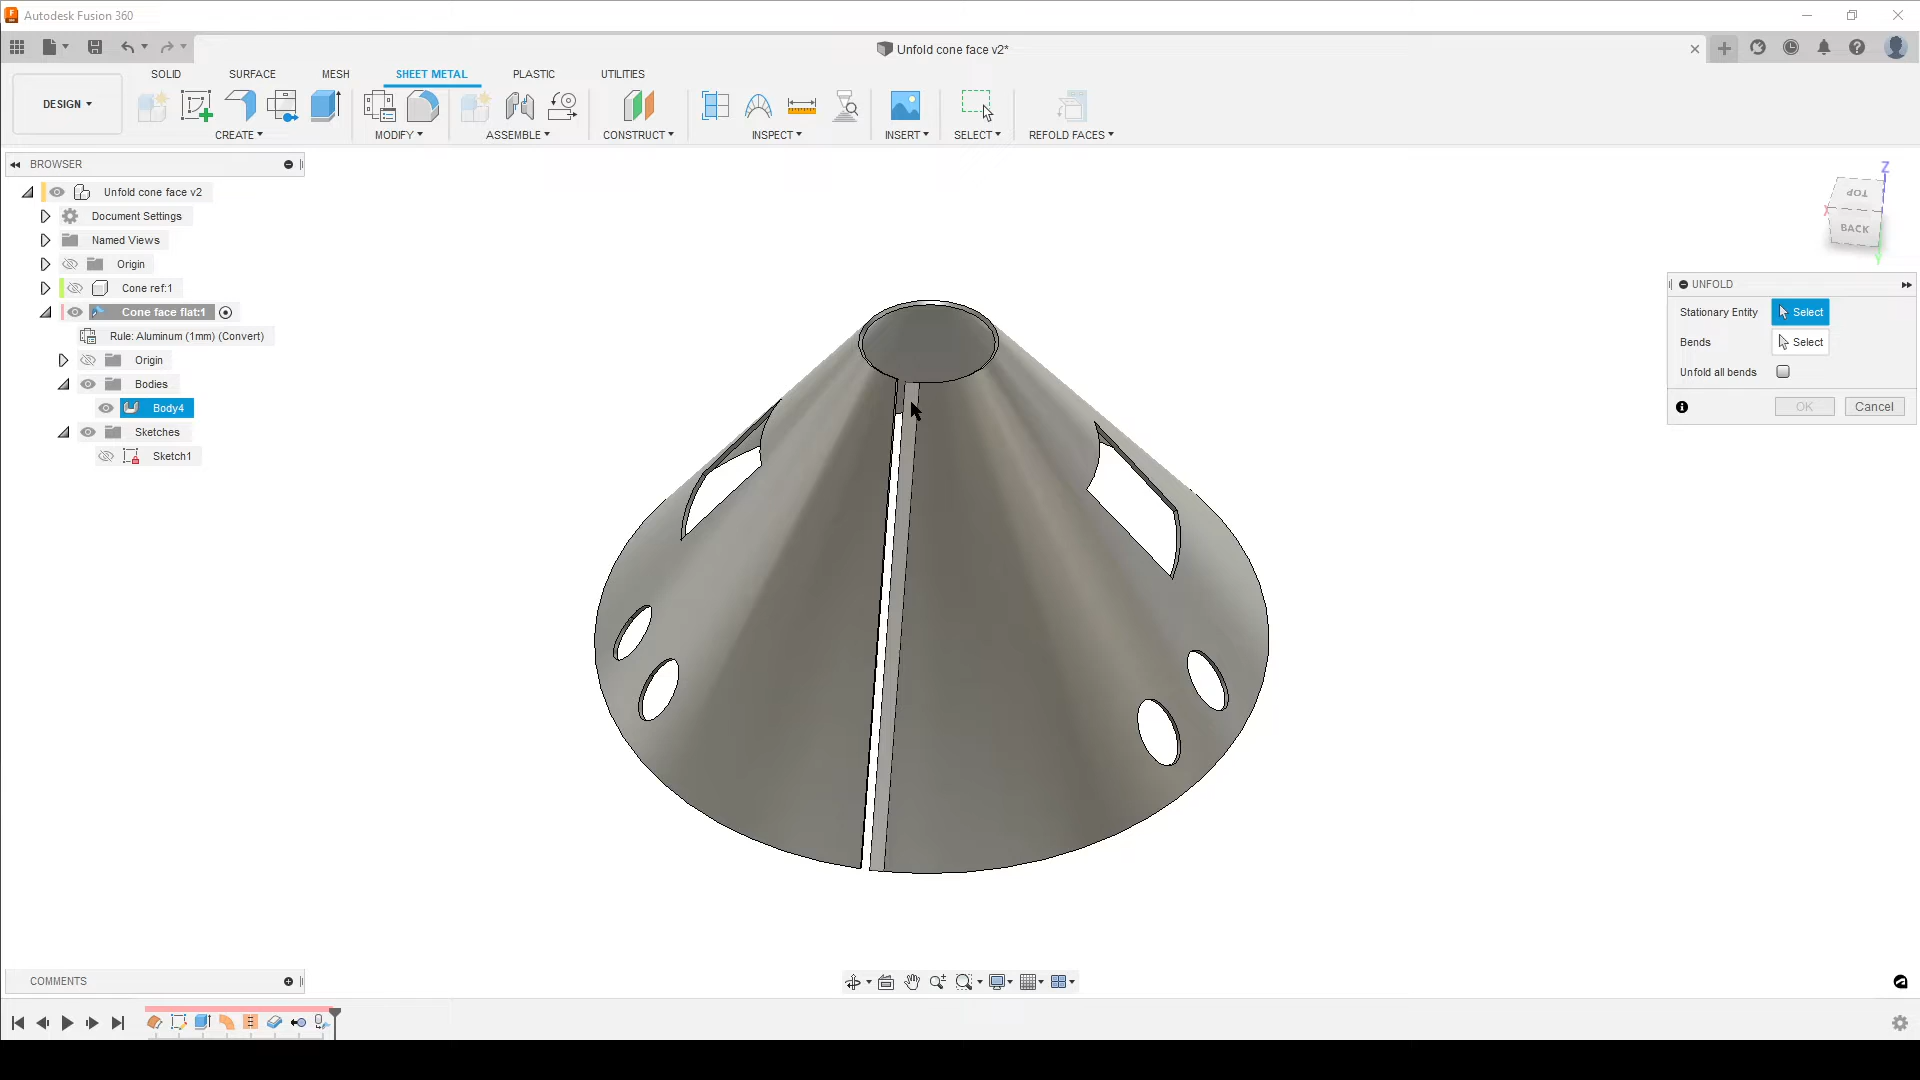 Autodesk Fusion 360
Unfold cone face v2*
SOLID SURFACE MESH SHEET METAL PLASTIC UTILITIES
DESIGN
CREATE MODIFY ASSEMBLE CONSTRUCT INSPECT INSERT SELECT REFOLD FACES
BROWSER
Unfold cone face v2
Document Settings
Named Views
Origin
Cone ref:1
Cone face flat:1
Rule: Aluminum (1mm) (Convert)
Origin
Bodies
Body4
Sketches
Sketch1
Z
TOP
X
BACK
Y
UNFOLD
Stationary Entity Select
Bends Select
Unfold all bends
OK Cancel
COMMENTS